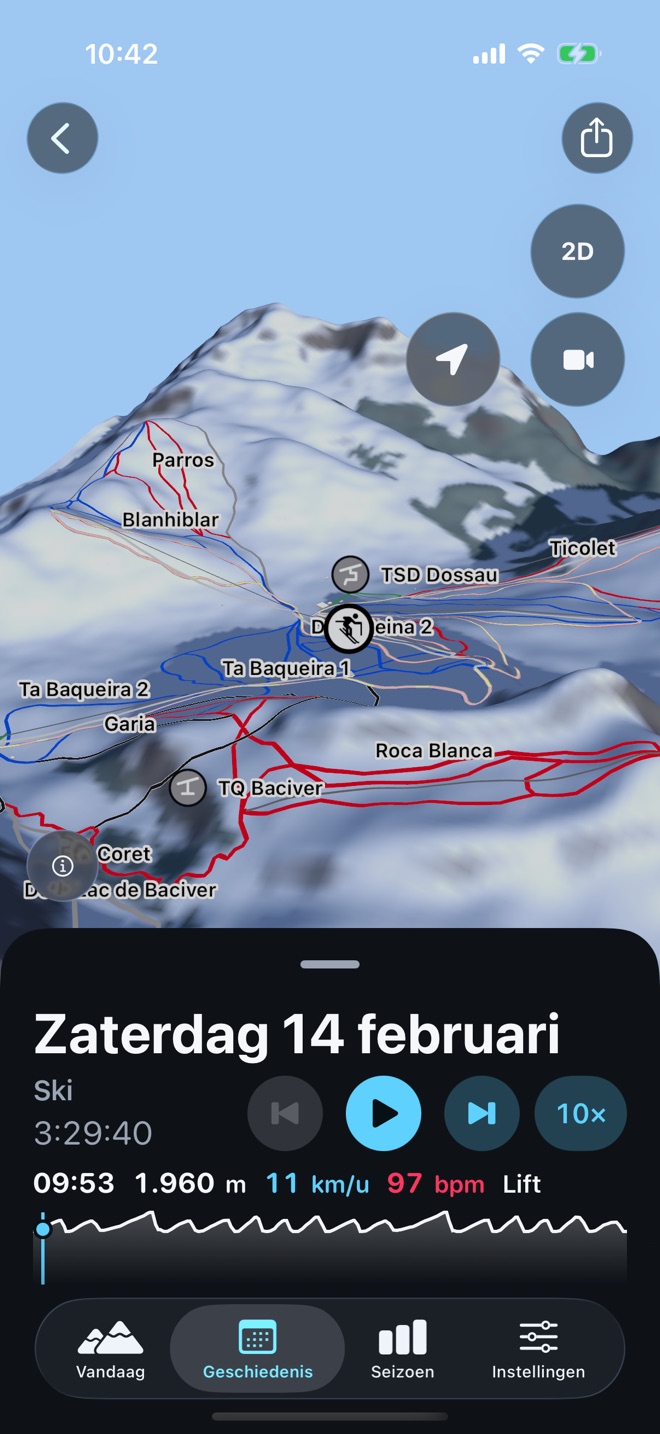 10:42
2D
Parros
Blanhiblar
Ticolet
TSD Dossau
eina 2
Ta Baqueira 1
Ta Baqueira 2
Garia
Roca Blanca
TQ Baciver
Coret
ac de Baciver
Zaterdag 14 februari
Ski
3:29:40
10×
09:53 1.960 m 11 km/u 97 bpm Lift
Vandaag Geschiedenis Seizoen Instellingen